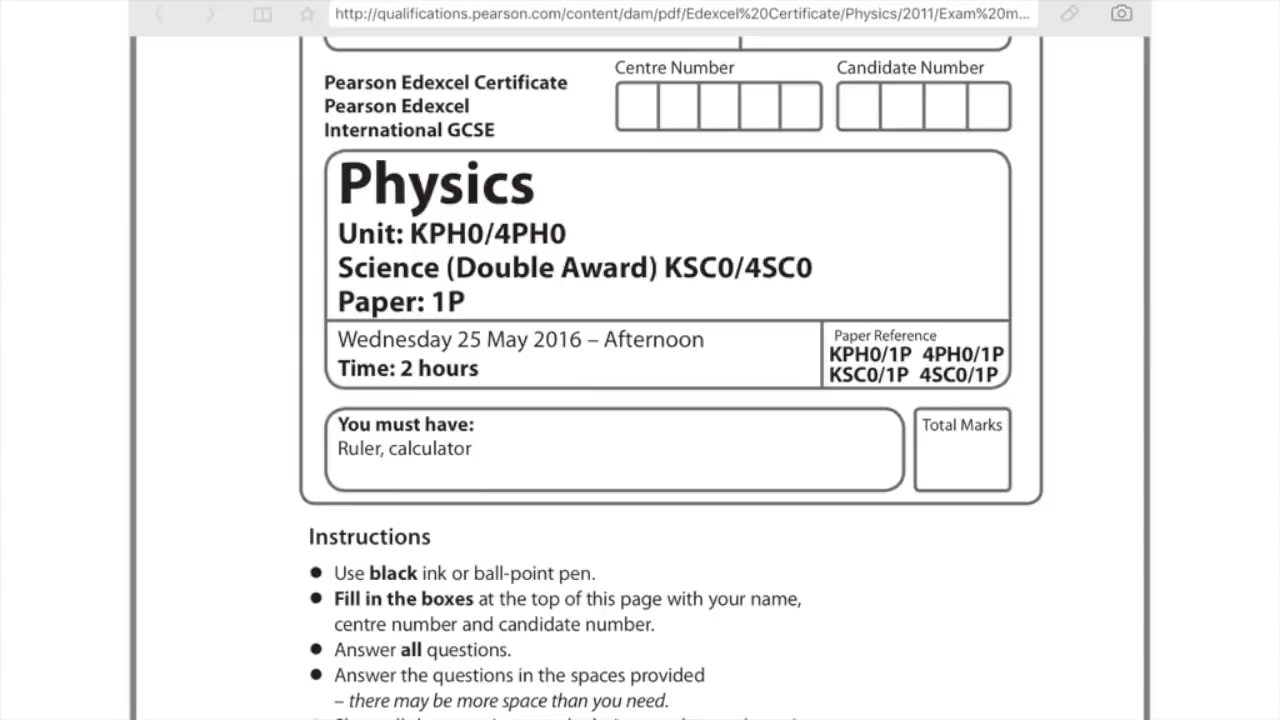 http://qualifications.pearson.com/content/dam/pdf/Edexcel%20Certificate/Physics/2011/Exam%20m...
Centre Number
Candidate Number
Pearson Edexcel Certificate
Pearson Edexcel
International GCSE
Physics
Unit: KPH0/4PH0
Science (Double Award) KSC0/4SC0
Paper: 1P
Wednesday 25 May 2016 – Afternoon
Time: 2 hours
Paper Reference
KPH0/1P 4PH0/1P
KSC0/1P 4SC0/1P
You must have:
Ruler, calculator
Total Marks
Instructions
● Use black ink or ball-point pen.
● Fill in the boxes at the top of this page with your name,
centre number and candidate number.
● Answer all questions.
● Answer the questions in the spaces provided
– there may be more space than you need.